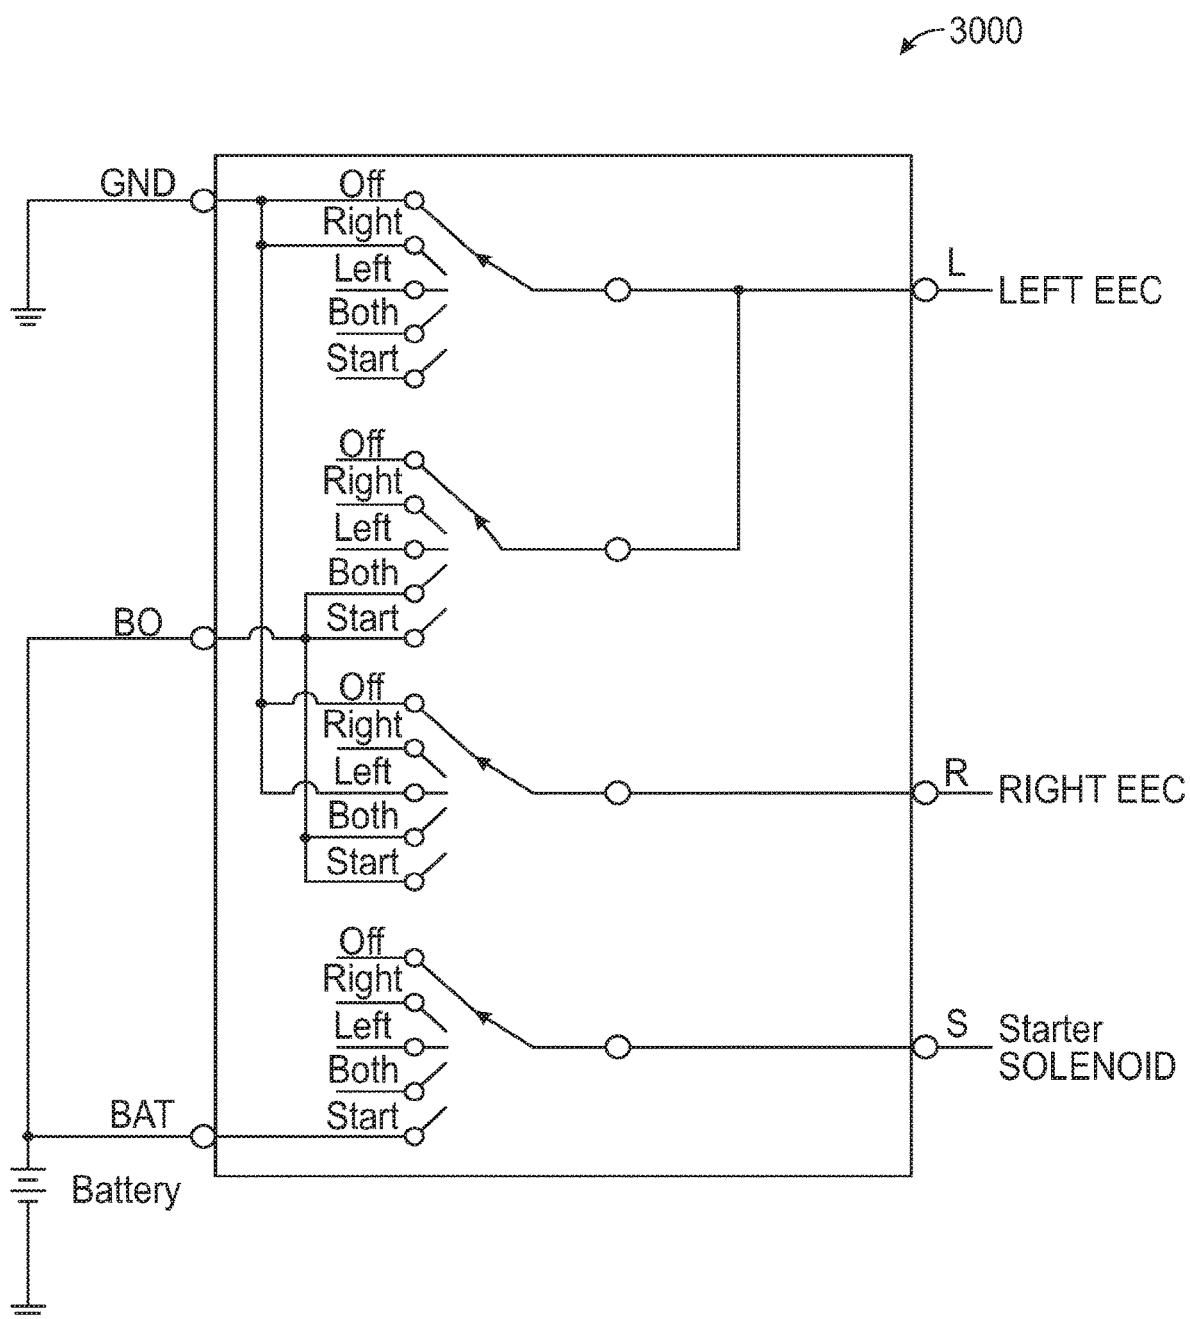 3000
GND
Off
Right
Left
Both
Start
L
LEFT EEC
Off
Right
Left
Both
Start
BO
Off
Right
Left
Both
Start
R
RIGHT EEC
Off
Right
Left
Both
Start
S
Starter
SOLENOID
BAT
Battery